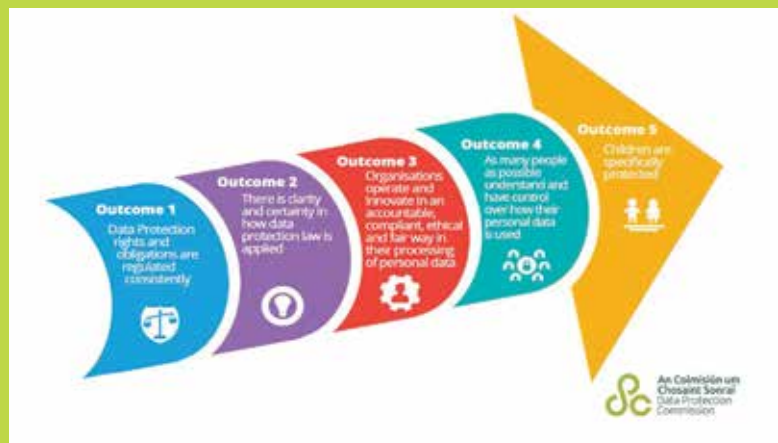 Outcome 1
Data Protection
rights and
obligations are
regulated
consistently
Outcome 2
There is clarity
and certainty in
how data
protection law is
applied
Outcome 3
Organisations
operate and
innovate in an
accountable,
compliant, ethical
and fair way in
their processing
of personal data
Outcome 4
As many people
as possible
understand and
have control
over how their
personal data
is used
Outcome 5
Children are
specifically
protected
An Coimisiún um
Chosaint Sonraí
Data Protection
Commission